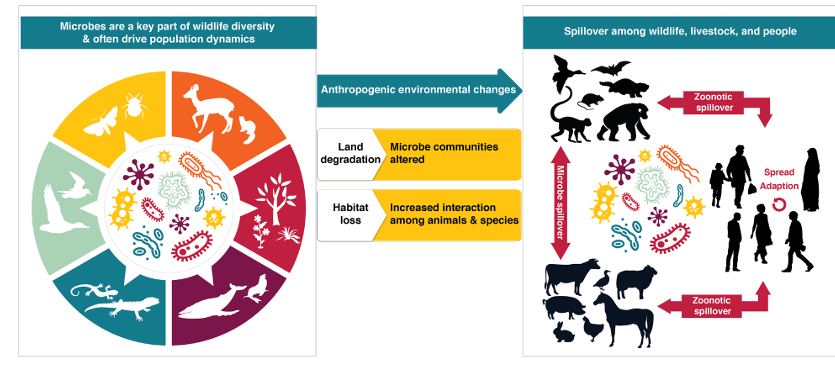 Microbes are a key part of wildlife diversity
& often drive population dynamics
Anthropogenic environmental changes
Land
degradation
Microbe communities
altered
Habitat
loss
Increased interaction
among animals & species
Spillover among wildlife, livestock, and people
Zoonotic
spillover
Microbe spillover
Spread
Adaption
Zoonotic
spillover